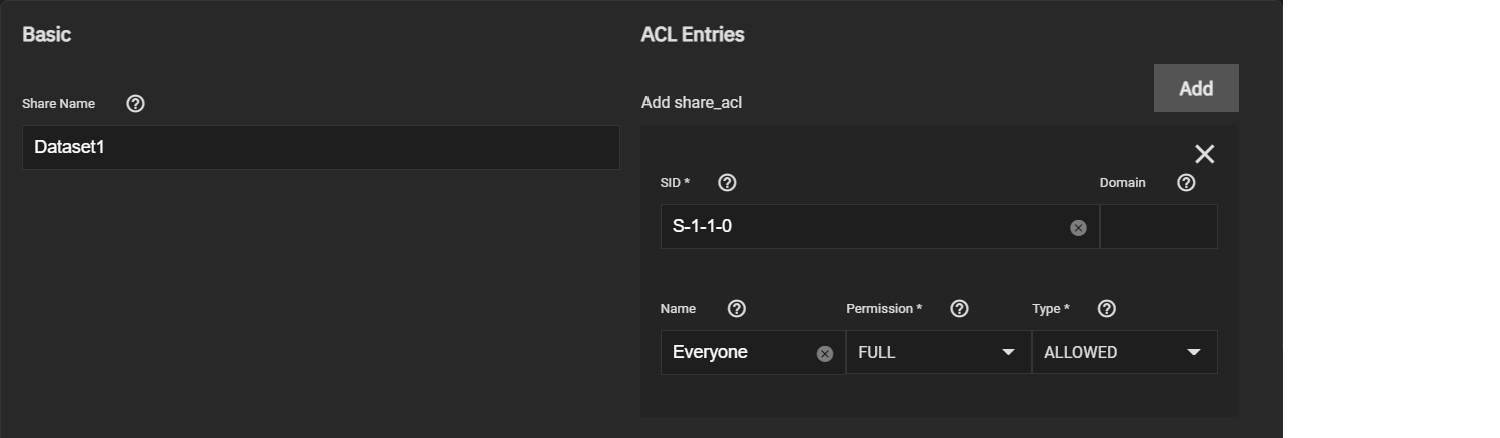 Basic
Share Name
Dataset1
ACL Entries
Add
Add share_acl
SID *
Domain
S-1-1-0
Name
Permission *
Type *
Everyone
FULL
ALLOWED